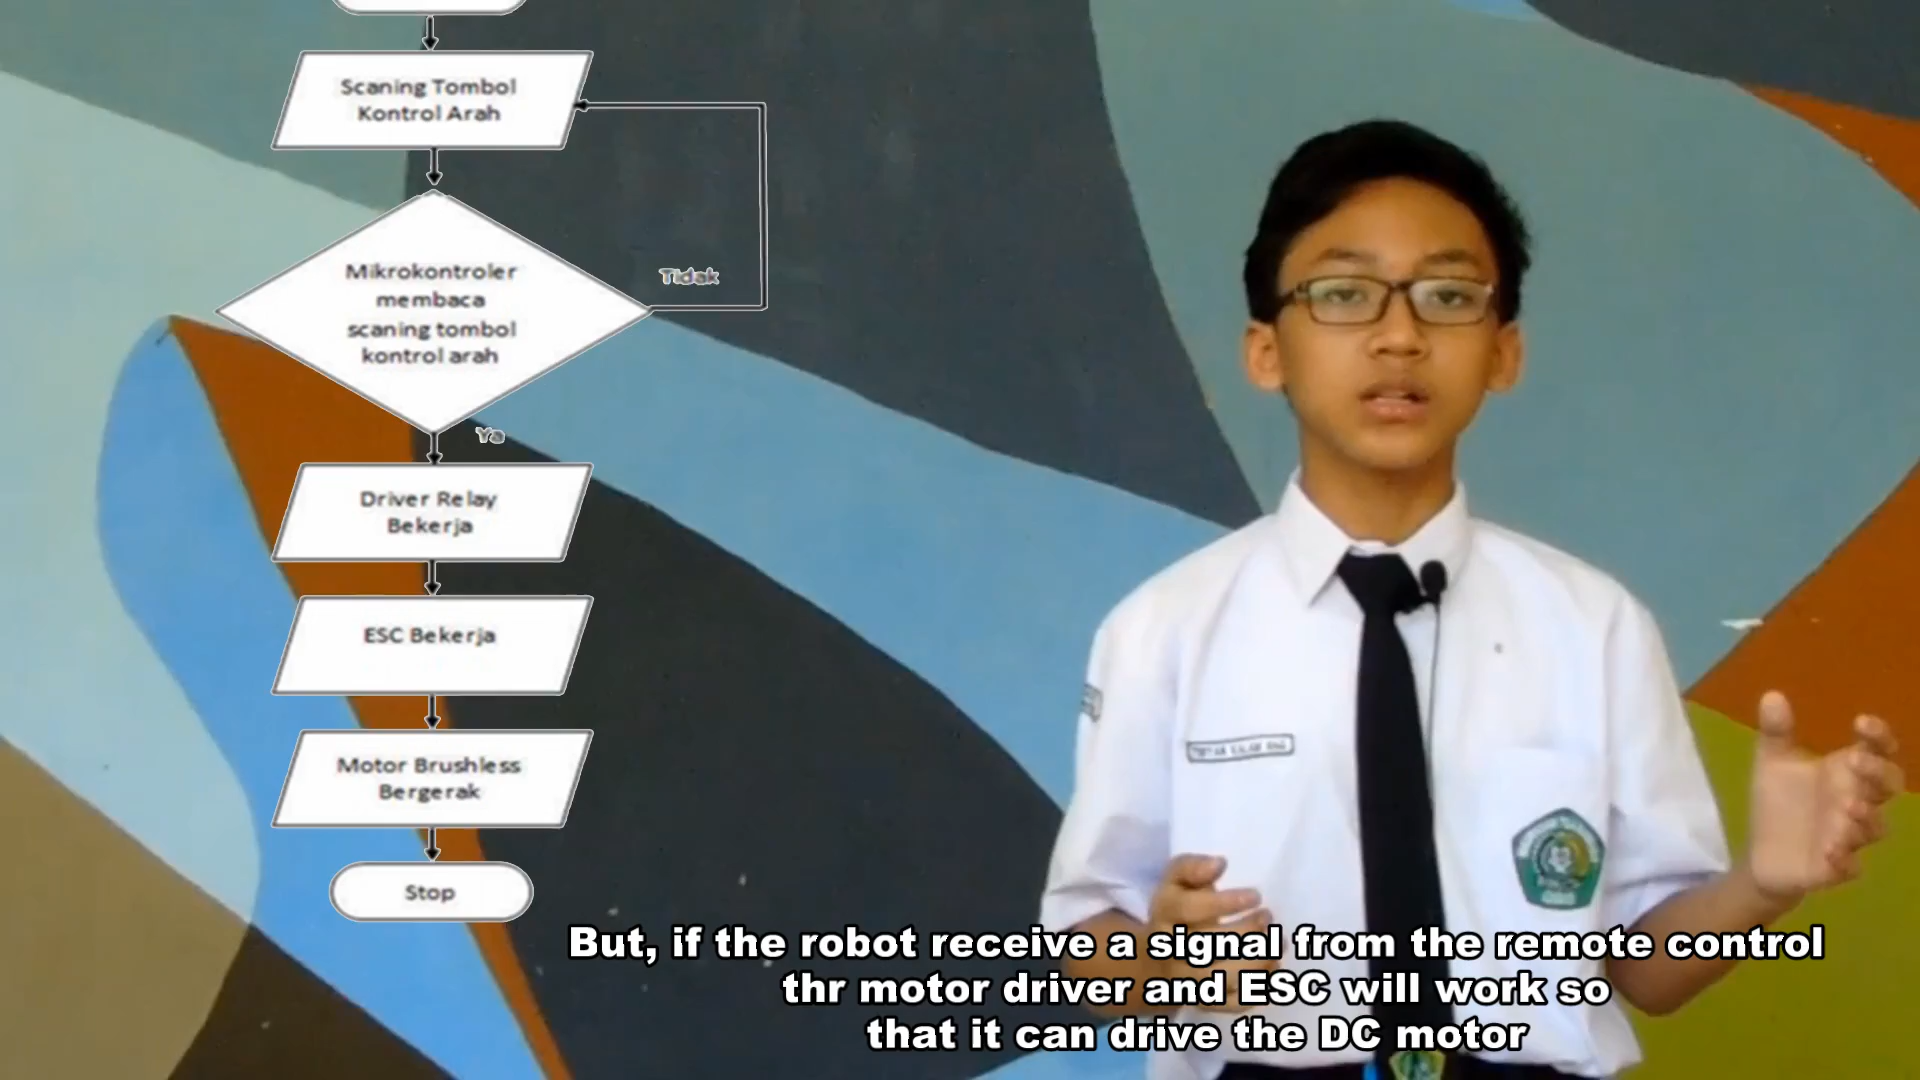 Scaning Tombol
Kontrol Arah
Mikrokontroler
membaca
scaning tombol
kontrol arah
Tidak
Ya
Driver Relay
Bekerja
ESC Bekerja
Motor Brushless
Bergerak
Stop
But, if the robot receive a signal from the remote control
thr motor driver and ESC will work so
that it can drive the DC motor